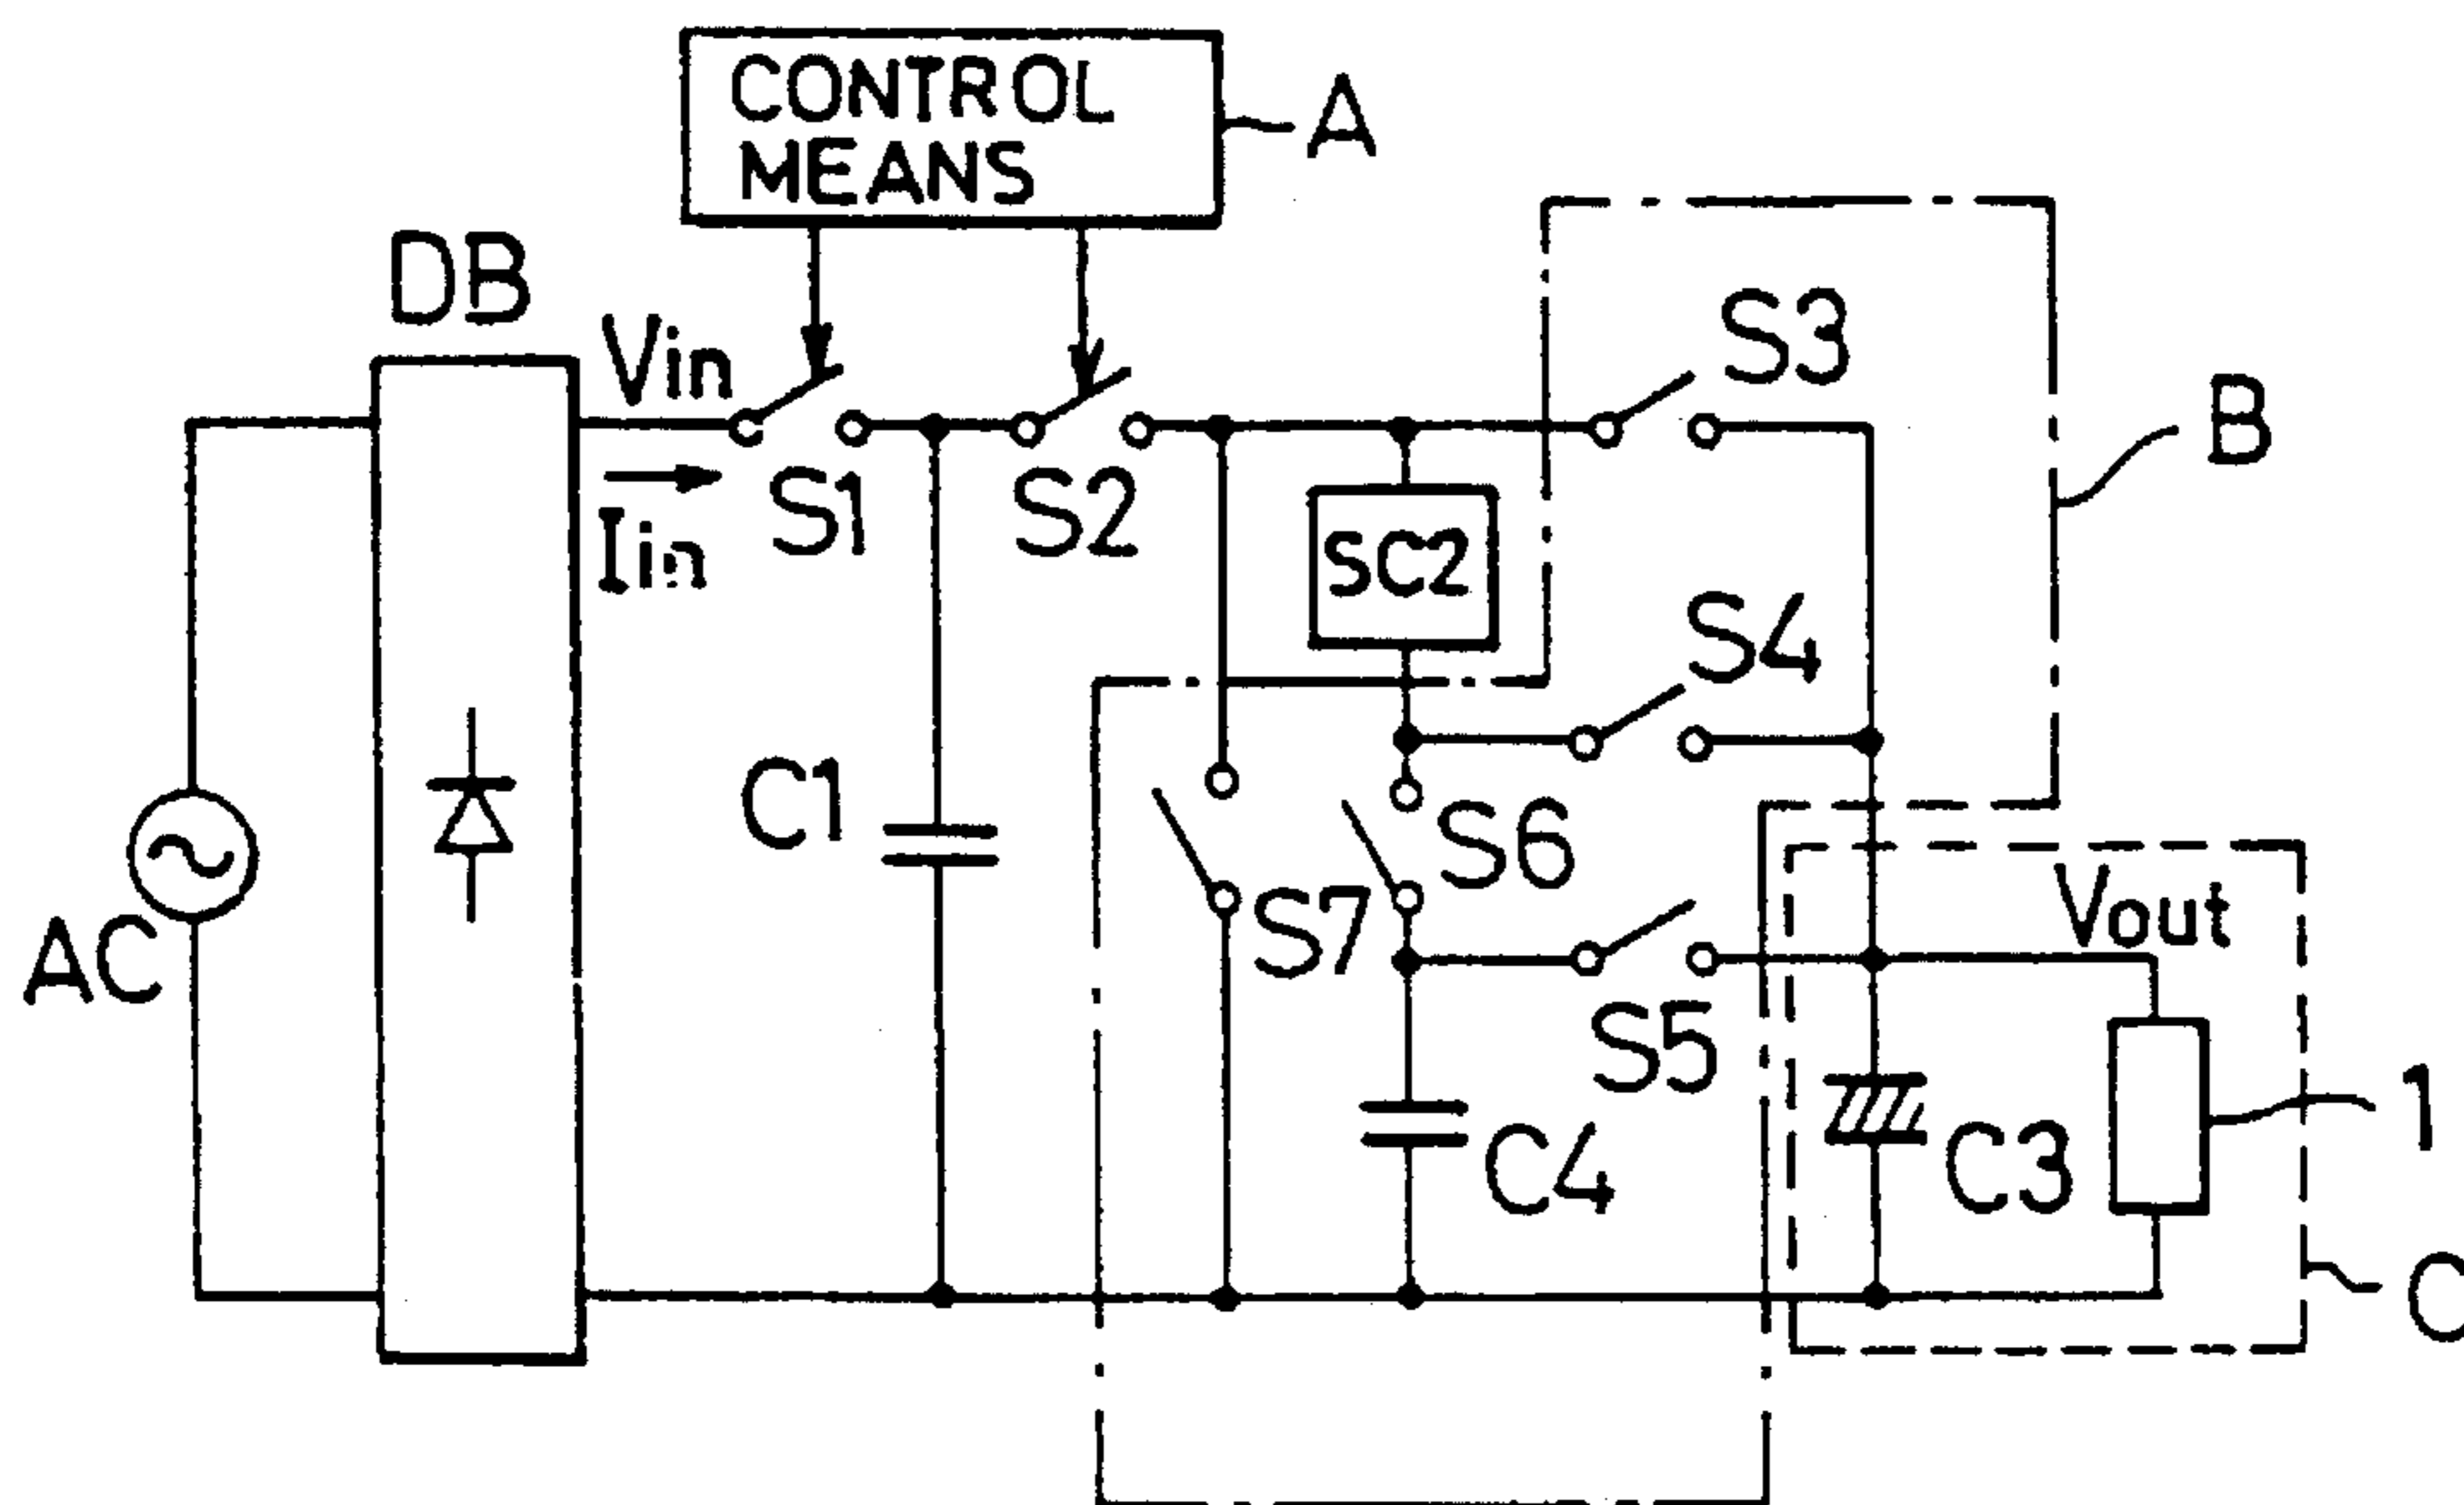 CONTROL
MEANS
A
DB
Vin
S3
B
Iin
S1
S2
SC2
S4
C1
S6
S7
Vout
AC
S5
1
C4
C3
C